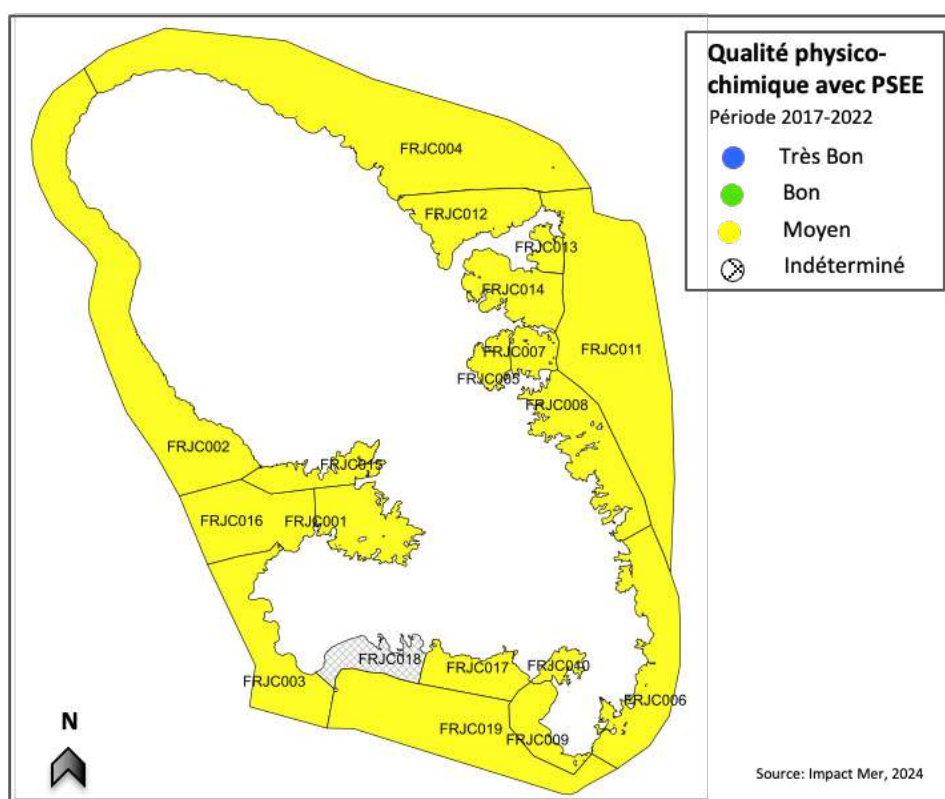 Qualité physico-
chimique avec PSEE
Période 2017-2022
Très Bon
Bon
Moyen
Indéterminé
FRJC004
FRJC012
FRJC013
FRJC014
FRJC007
FRJC011
FRJC005
FRJC008
FRJC002
FRJC015
FRJC016
FRJC001
FRJC018
FRJC017
FRJC010
FRJC003
FRJC006
FRJC019
FRJC009
N
Source: Impact Mer, 2024